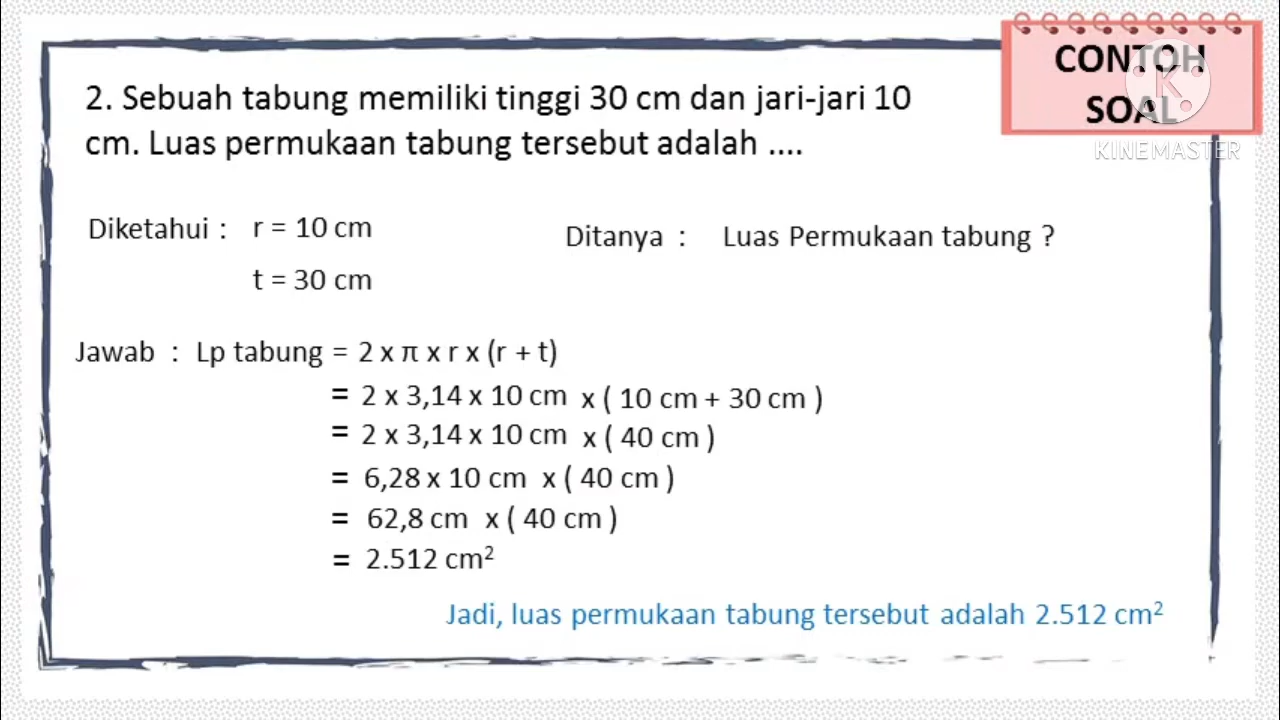 CONTOH
SOAL
KINEMASTER
2. Sebuah tabung memiliki tinggi 30 cm dan jari-jari 10
cm. Luas permukaan tabung tersebut adalah ....
Diketahui : r = 10 cm
t = 30 cm
Ditanya : Luas Permukaan tabung ?
Jawab : Lp tabung = 2 x π x r x (r + t)
= 2 x 3,14 x 10 cm x ( 10 cm + 30 cm )
= 2 x 3,14 x 10 cm x ( 40 cm )
= 6,28 x 10 cm x ( 40 cm )
= 62,8 cm x ( 40 cm )
= 2.512 cm²
Jadi, luas permukaan tabung tersebut adalah 2.512 cm²